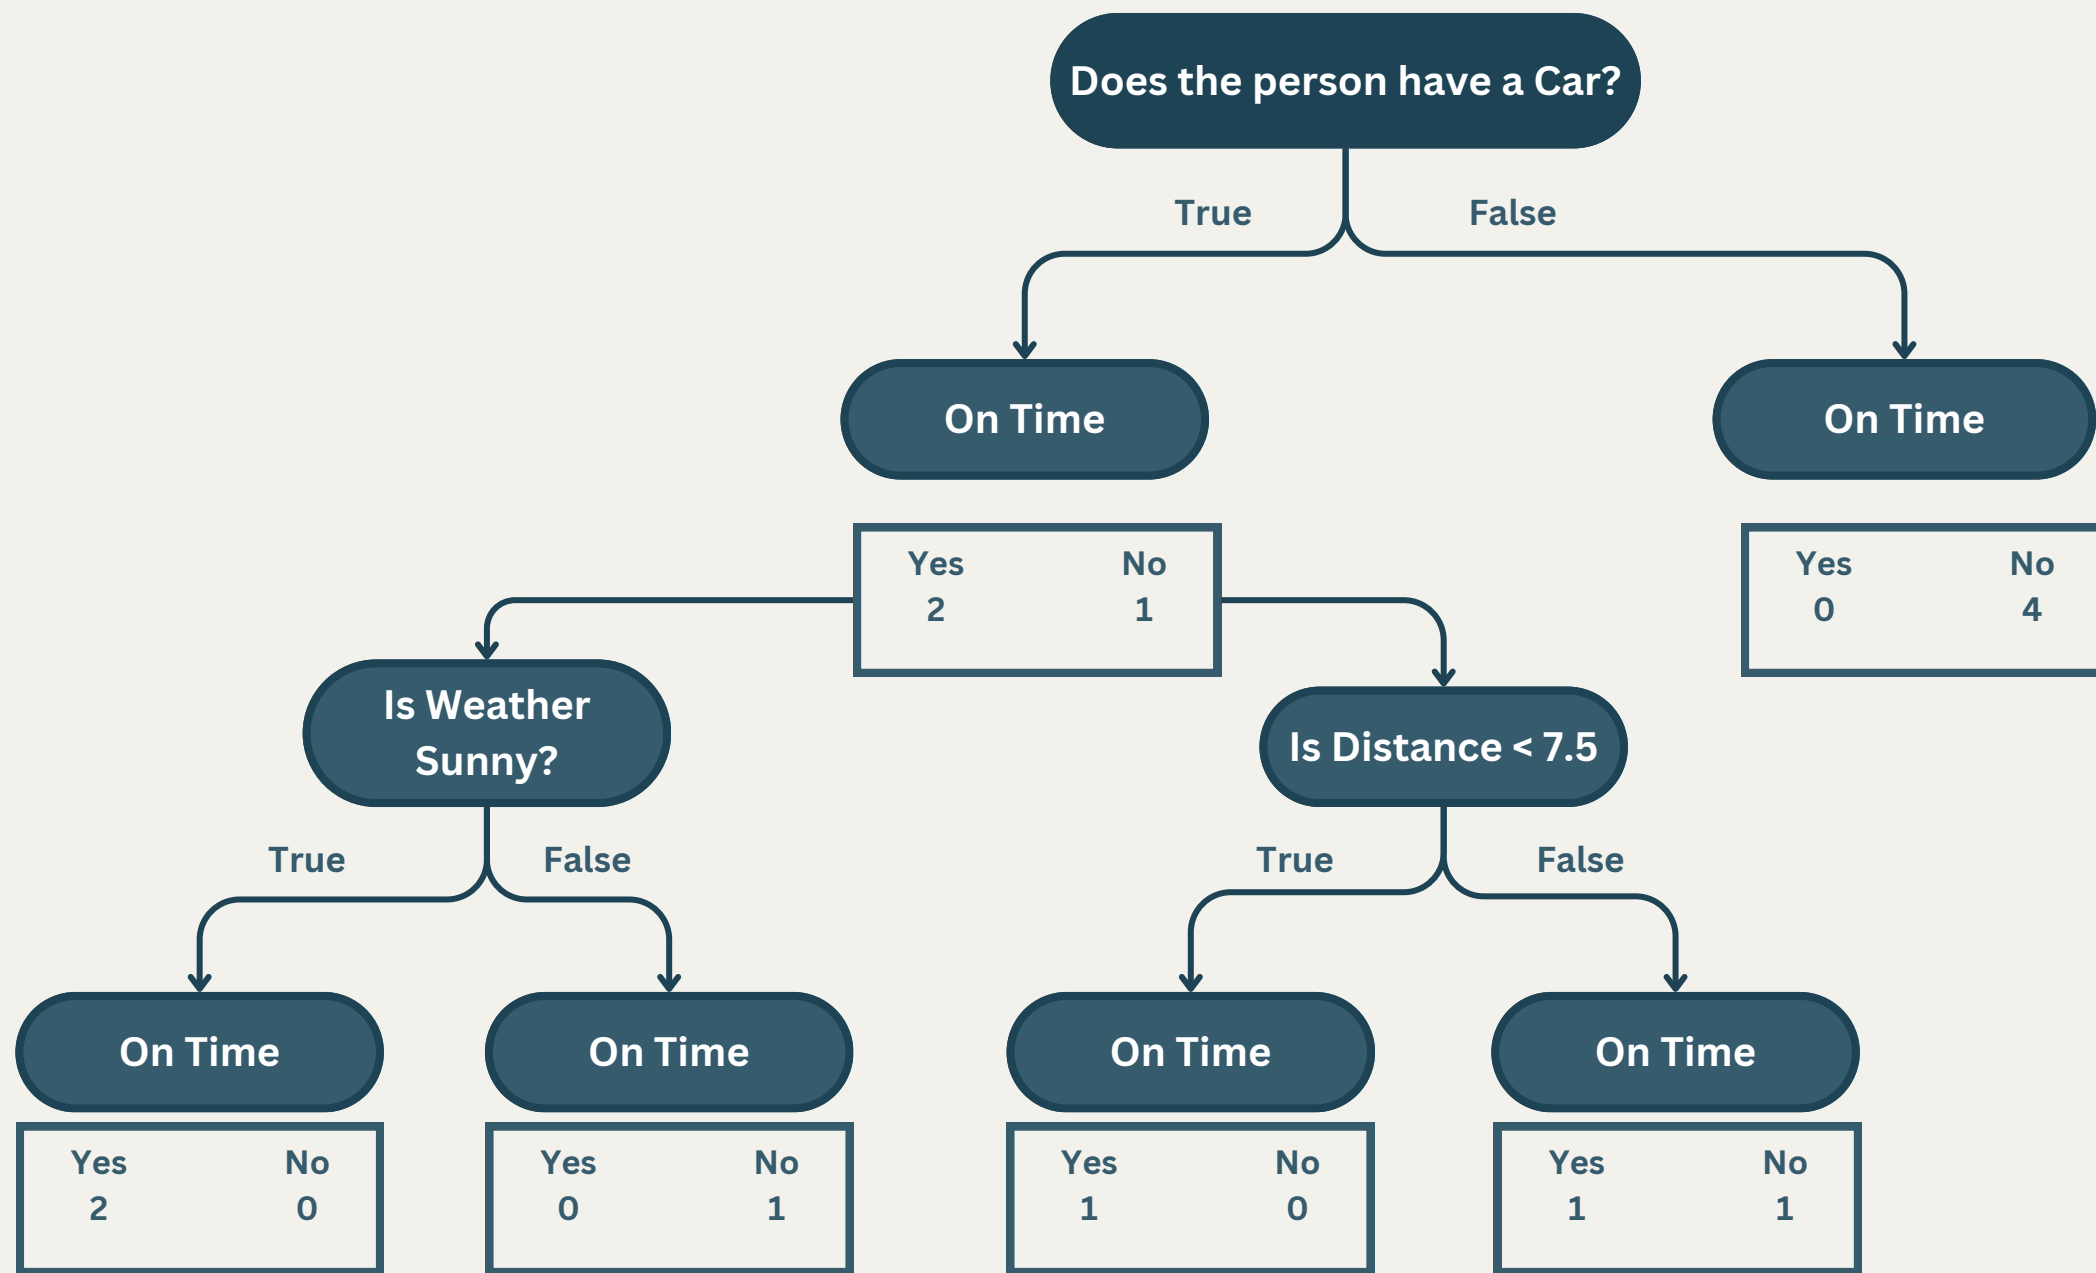 Does the person have a Car?
True
False
On Time
On Time
Yes No
2 1
Yes No
0 4
Is Weather
Sunny?
Is Distance < 7.5
True
False
True
False
On Time
On Time
On Time
On Time
Yes No
2 0
Yes No
0 1
Yes No
1 0
Yes No
1 1